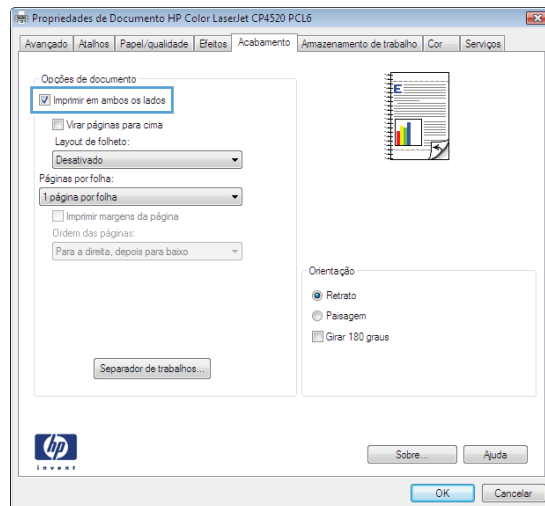 Propriedades de Documento HP Color LaserJet CP4520 PCL6
Avançado Atalhos Papel/qualidade Efeitos Acabamento Amazenamento de trabalho Cor Serviços
Opções de documento
Imprimir em ambos os lados
Virar páginas para cima
Layout de folheto:
Desativado
Páginas por folha:
1 página por folha
Imprimir margens da página
Ordem das páginas:
Para a direita, depois para baixo
E
Orientação
Retrato
Paisagem
Girar 180 graus
Separador de trabalhos...
hp
invent
Sobre... Ajuda
OK Cancelar